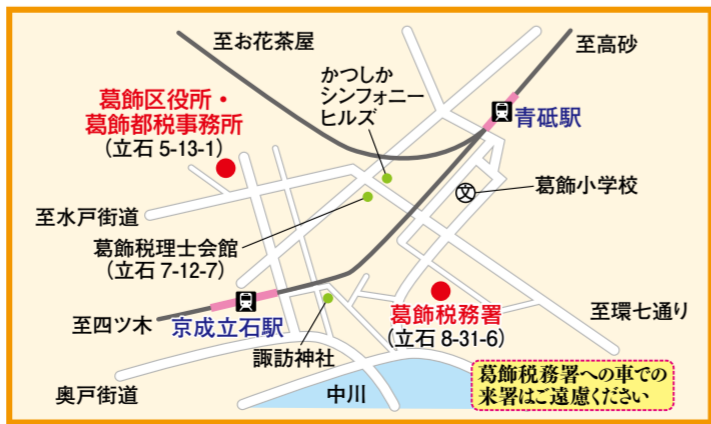 至お花茶屋
至高砂
かつしか
シンフォニー
ヒルズ
葛飾区役所・
葛飾都税事務所
(立石 5-13-1)
青砥駅
文
葛飾小学校
至水戸街道
葛飾税理士会館
(立石 7-12-7)
至四ツ木
京成立石駅
諏訪神社
葛飾税務署
(立石 8-31-6)
至環七通り
奥戸街道
中川
葛飾税務署への車での
来署はご遠慮ください